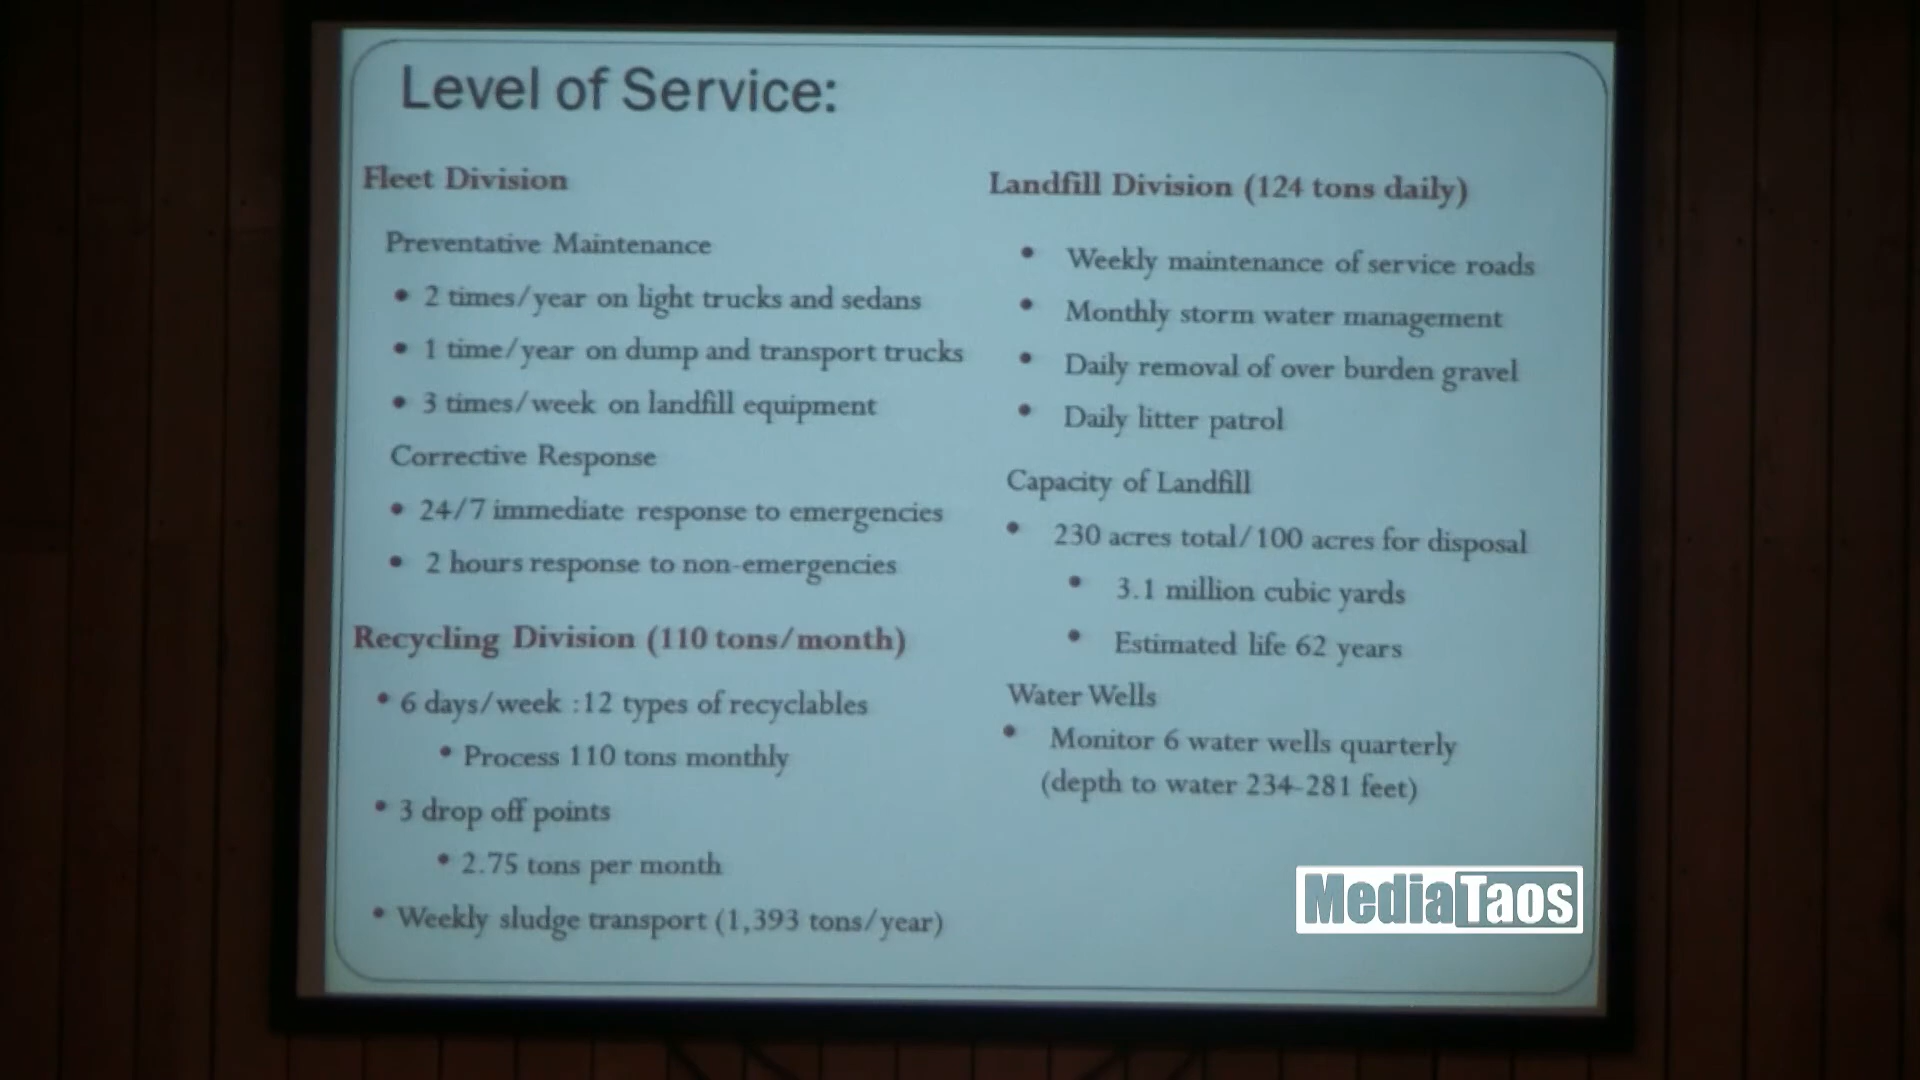 Level of Service:
Fleet Division
Preventative Maintenance
• 2 times/year on light trucks and sedans
• 1 time/year on dump and transport trucks
• 3 times/week on landfill equipment
Corrective Response
• 24/7 immediate response to emergencies
• 2 hours response to non-emergencies
Recycling Division (110 tons/month)
• 6 days/week :12 types of recyclables
• Process 110 tons monthly
• 3 drop off points
• 2.75 tons per month
• Weekly sludge transport (1,393 tons/year)
Landfill Division (124 tons daily)
• Weekly maintenance of service roads
• Monthly storm water management
• Daily removal of over burden gravel
• Daily litter patrol
Capacity of Landfill
• 230 acres total/100 acres for disposal
• 3.1 million cubic yards
• Estimated life 62 years
Water Wells
• Monitor 6 water wells quarterly
(depth to water 234-281 feet)
MediaTaos